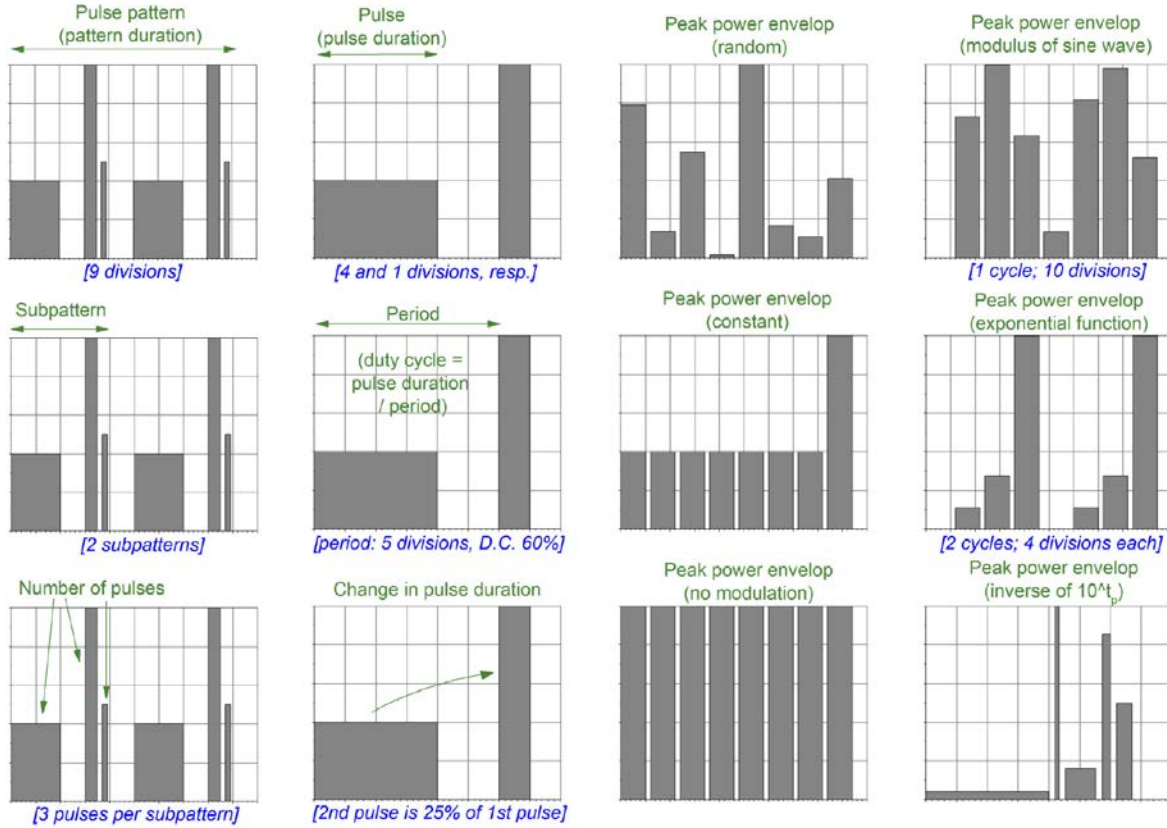 Pulse pattern
(pattern duration)
[9 divisions]
Pulse
(pulse duration)
[4 and 1 divisions, resp.]
Peak power envelop
(random)
Peak power envelop
(modulus of sine wave)
[1 cycle; 10 divisions]
Subpattern
[2 subpatterns]
Period
(duty cycle =
pulse duration
/ period)
[period: 5 divisions, D.C. 60%]
Peak power envelop
(constant)
Peak power envelop
(exponential function)
[2 cycles; 4 divisions each]
Number of pulses
[3 pulses per subpattern]
Change in pulse duration
[2nd pulse is 25% of 1st pulse]
Peak power envelop
(no modulation)
Peak power envelop
(inverse of 10^tp)